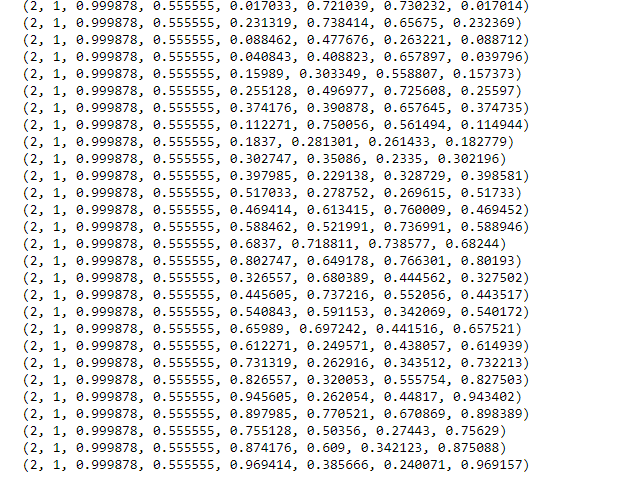 (2, 1, 0.999878, 0.555555, 0.017033, 0.721039, 0.730232, 0.017014)
(2, 1, 0.999878, 0.555555, 0.231319, 0.738414, 0.65675, 0.232369)
(2, 1, 0.999878, 0.555555, 0.088462, 0.477676, 0.263221, 0.088712)
(2, 1, 0.999878, 0.555555, 0.040843, 0.408823, 0.657897, 0.039796)
(2, 1, 0.999878, 0.555555, 0.15989, 0.303349, 0.558807, 0.157373)
(2, 1, 0.999878, 0.555555, 0.255128, 0.496977, 0.725608, 0.25597)
(2, 1, 0.999878, 0.555555, 0.374176, 0.390878, 0.657645, 0.374735)
(2, 1, 0.999878, 0.555555, 0.112271, 0.750056, 0.561494, 0.114944)
(2, 1, 0.999878, 0.555555, 0.1837, 0.281301, 0.261433, 0.182779)
(2, 1, 0.999878, 0.555555, 0.302747, 0.35086, 0.2335, 0.302196)
(2, 1, 0.999878, 0.555555, 0.397985, 0.229138, 0.328729, 0.398581)
(2, 1, 0.999878, 0.555555, 0.517033, 0.278752, 0.269615, 0.51733)
(2, 1, 0.999878, 0.555555, 0.469414, 0.613415, 0.760009, 0.469452)
(2, 1, 0.999878, 0.555555, 0.588462, 0.521991, 0.736991, 0.588946)
(2, 1, 0.999878, 0.555555, 0.6837, 0.718811, 0.738577, 0.68244)
(2, 1, 0.999878, 0.555555, 0.802747, 0.649178, 0.766301, 0.80193)
(2, 1, 0.999878, 0.555555, 0.326557, 0.680389, 0.444562, 0.327502)
(2, 1, 0.999878, 0.555555, 0.445605, 0.737216, 0.552056, 0.443517)
(2, 1, 0.999878, 0.555555, 0.540843, 0.591153, 0.342069, 0.540172)
(2, 1, 0.999878, 0.555555, 0.65989, 0.697242, 0.441516, 0.657521)
(2, 1, 0.999878, 0.555555, 0.612271, 0.249571, 0.438057, 0.614939)
(2, 1, 0.999878, 0.555555, 0.731319, 0.262916, 0.343512, 0.732213)
(2, 1, 0.999878, 0.555555, 0.826557, 0.320053, 0.555754, 0.827503)
(2, 1, 0.999878, 0.555555, 0.945605, 0.262054, 0.44817, 0.943402)
(2, 1, 0.999878, 0.555555, 0.897985, 0.770521, 0.670869, 0.898389)
(2, 1, 0.999878, 0.555555, 0.755128, 0.50356, 0.27443, 0.75629)
(2, 1, 0.999878, 0.555555, 0.874176, 0.609, 0.342123, 0.875088)
(2, 1, 0.999878, 0.555555, 0.969414, 0.385666, 0.240071, 0.969157)